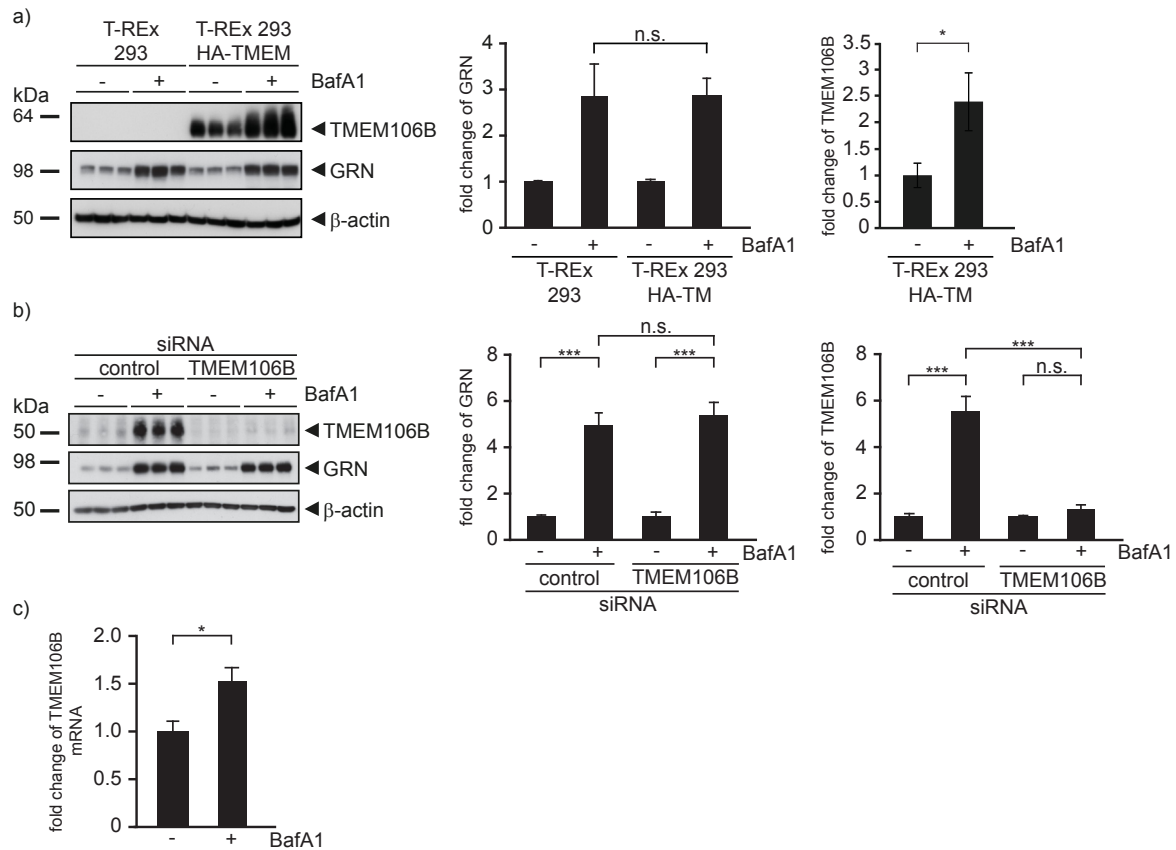 a)
T-REx 293
T-REx 293 HA-TMEM
- + - + BafA1
kDa
64
TMEM106B
98
GRN
50
β-actin
fold change of GRN
4
3
2
1
0
n.s.
- + - + BafA1
T-REx 293
T-REx 293 HA-TM
fold change of TMEM106B
3.5
3
2.5
2
1.5
1
0.5
0
*
- + BafA1
T-REx 293 HA-TM
b)
siRNA
control TMEM106B
- + - + BafA1
kDa
50
TMEM106B
98
GRN
50
β-actin
fold change of GRN
8
6
4
2
0
n.s.
*** ***
- + - + BafA1
control TMEM106B
siRNA
fold change of TMEM106B
8
6
4
2
0
***
*** n.s.
- + - + BafA1
control TMEM106B
siRNA
c)
fold change of TMEM106B mRNA
2.0
1.5
1.0
0.5
0
*
- + BafA1